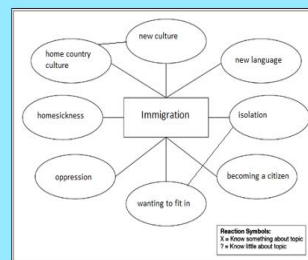 new culture
home country
culture
new language
homesickness
Immigration
isolation
oppression
becoming a citizen
wanting to fit in
Reaction Symbols:
X = Know something about topic
? = Know little about topic